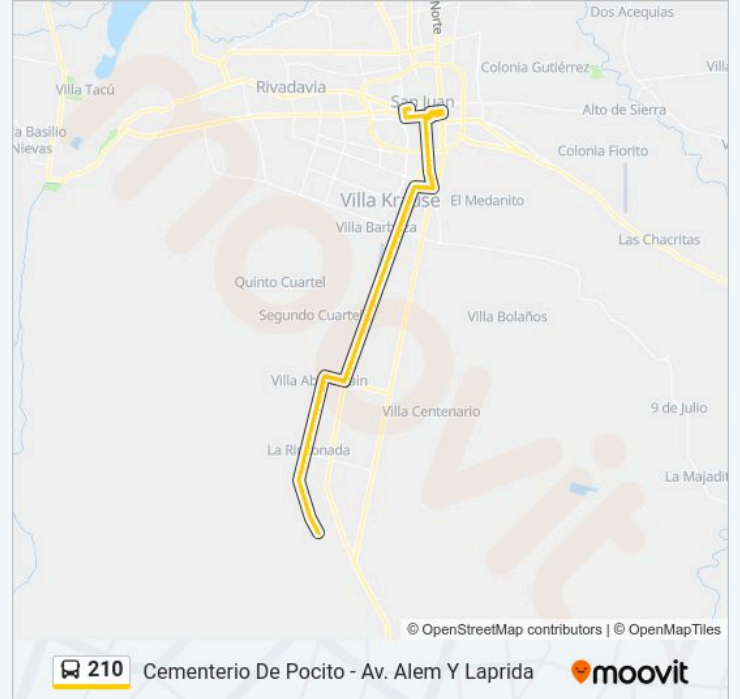 Norte
Dos Acequias
Colonia Gutiérrez
Villa
Villa Tacú
Rivadavia
San Juan
Alto de Sierra
a Basilio
Nievas
Colonia Fiorito
Villa Krause
El Medanito
Villa Barboza
Las Chacritas
Quinto Cuartel
Segundo Cuartel
Villa Bolaños
Villa Aberastain
Villa Centenario
9 de Julio
La Rinconada
La Majadit
moovit
© OpenStreetMap contributors | © OpenMapTiles
210 Cementerio De Pocito - Av. Alem Y Laprida
moovit